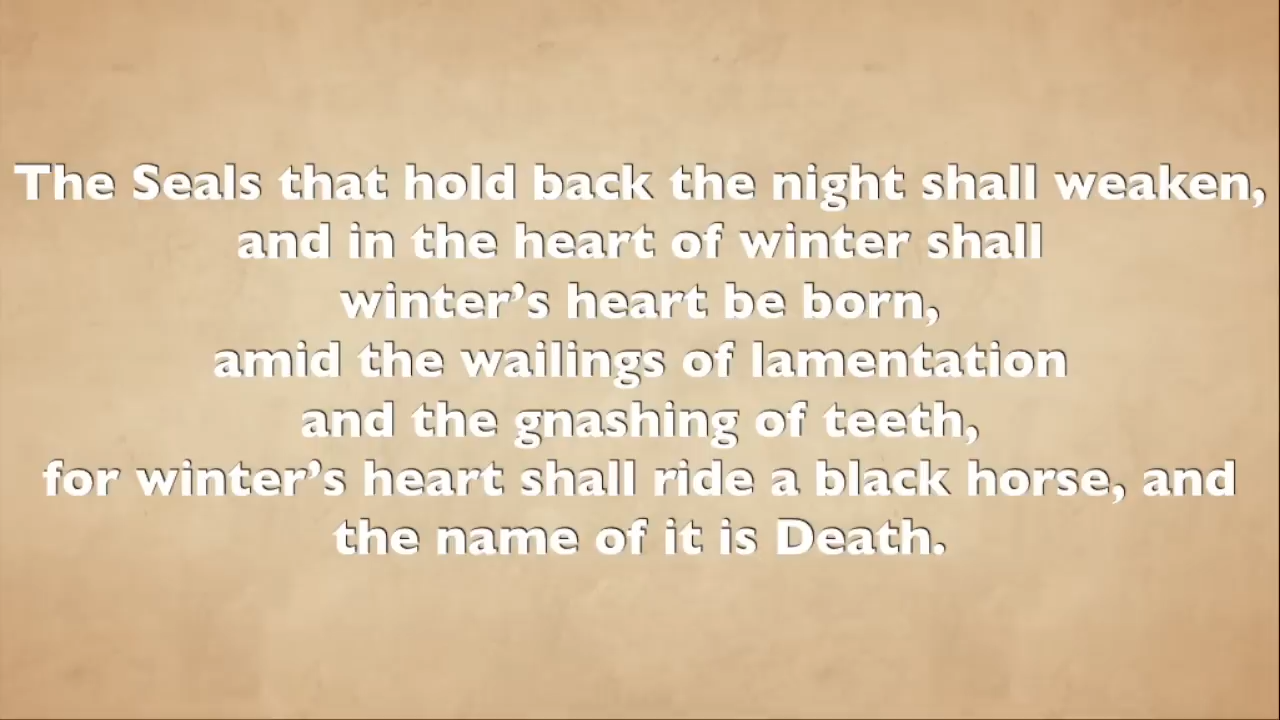 The Seals that hold back the night shall weaken,
and in the heart of winter shall
winter’s heart be born,
amid the wailings of lamentation
and the gnashing of teeth,
for winter’s heart shall ride a black horse, and
the name of it is Death.